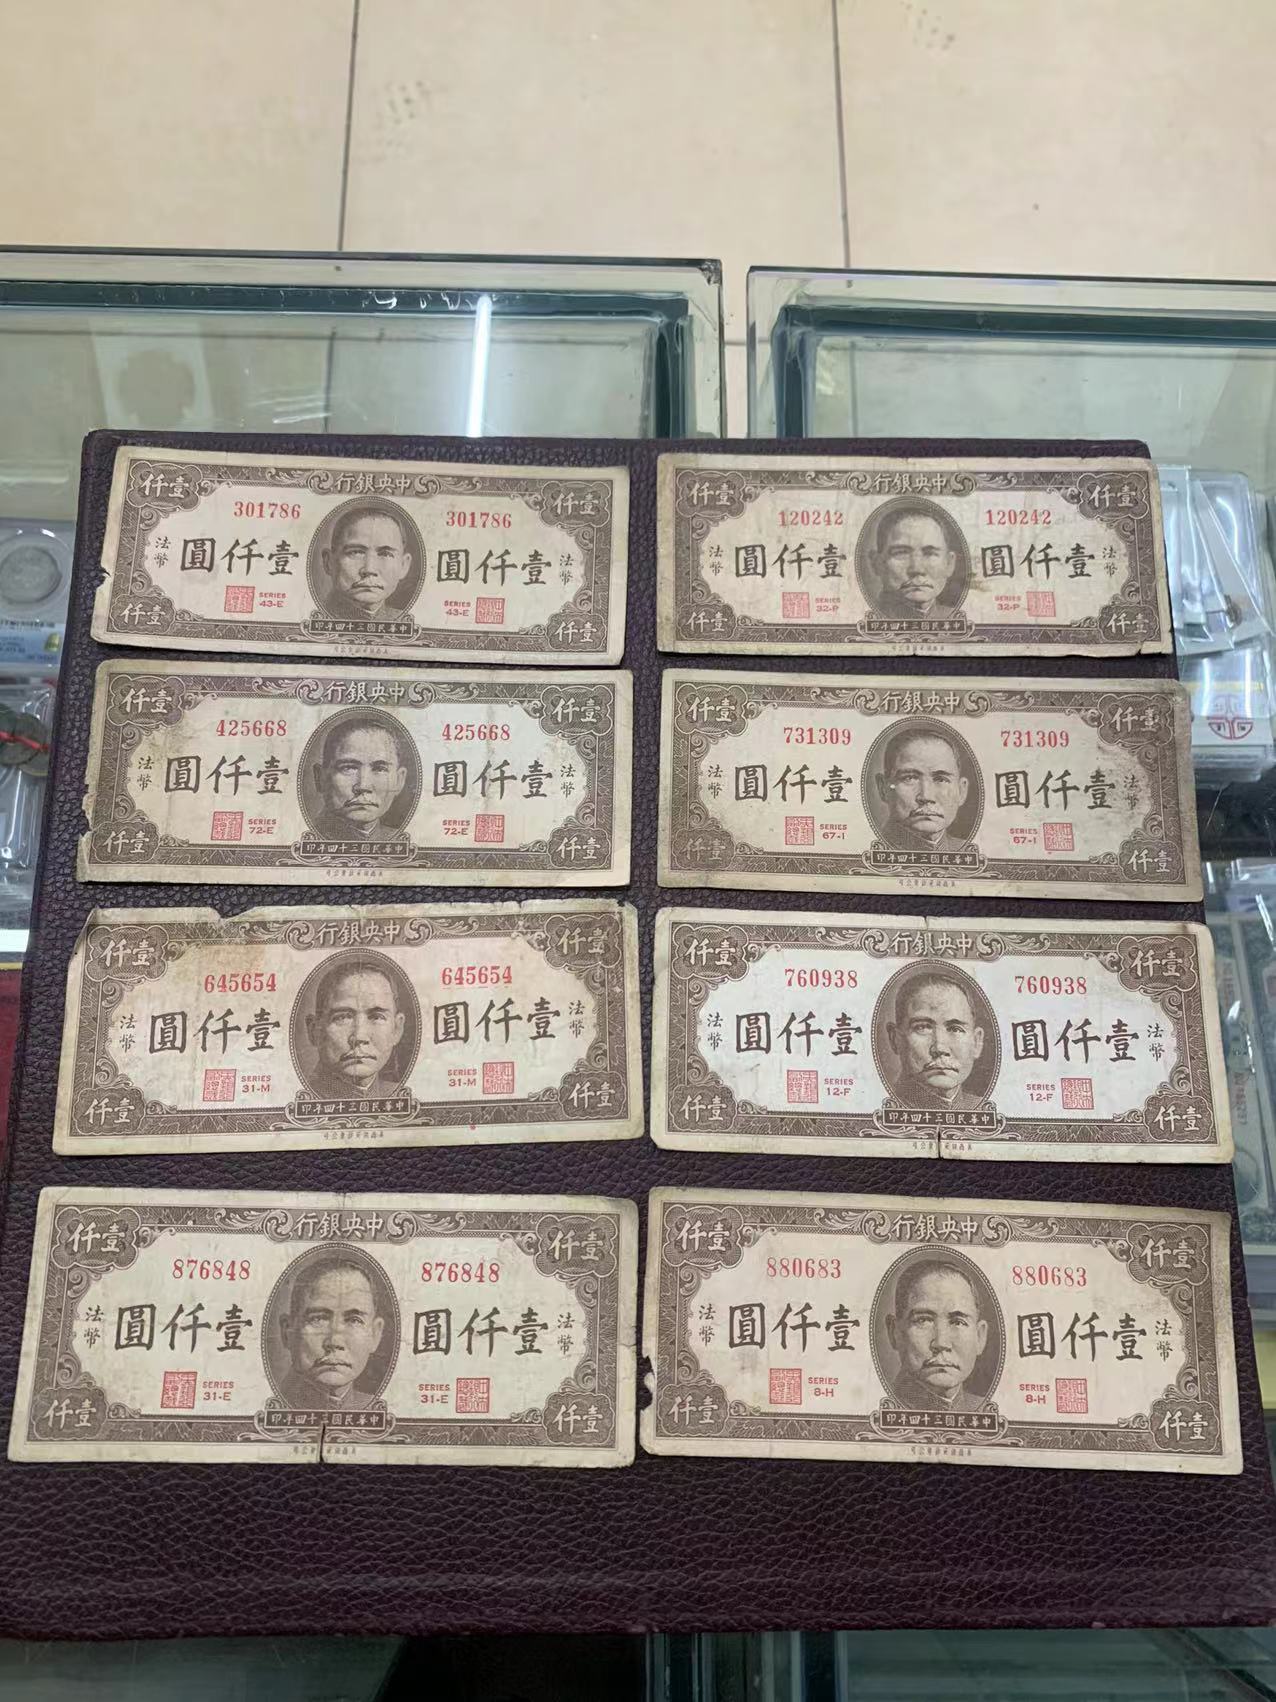 中央銀行
壹仟 壹仟
301786 301786
壹仟圓 壹仟圓
法幣 法幣
SERIES 43-E SERIES 43-E
壹仟 壹仟
中華民國三十四年印
中央銀行
壹仟 壹仟
120242 120242
壹仟圓 壹仟圓
法幣 法幣
SERIES 32-P SERIES 32-P
壹仟 壹仟
中華民國三十四年印
中央銀行
壹仟 壹仟
425668 425668
壹仟圓 壹仟圓
法幣 法幣
SERIES 72-E SERIES 72-E
壹仟 壹仟
中華民國三十四年印
中央銀行
壹仟 壹仟
731309 731309
壹仟圓 壹仟圓
法幣 法幣
SERIES 67-I SERIES 67-I
壹仟 壹仟
中華民國三十四年印
中央銀行
壹仟 壹仟
645654 645654
壹仟圓 壹仟圓
法幣 法幣
SERIES 31-M SERIES 31-M
壹仟 壹仟
中華民國三十四年印
中央銀行
壹仟 壹仟
760938 760938
壹仟圓 壹仟圓
法幣 法幣
SERIES 12-F SERIES 12-F
壹仟 壹仟
中華民國三十四年印
中央銀行
壹仟 壹仟
876848 876848
壹仟圓 壹仟圓
法幣 法幣
SERIES 31-E SERIES 31-E
壹仟 壹仟
中華民國三十四年印
中央銀行
壹仟 壹仟
880683 880683
壹仟圓 壹仟圓
法幣 法幣
SERIES 8-H SERIES 8-H
壹仟 壹仟
中華民國三十四年印